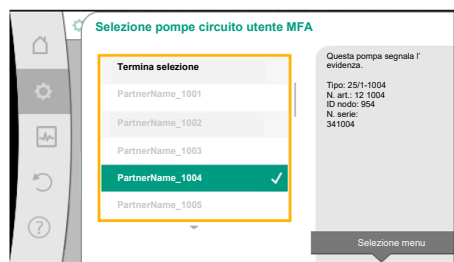 Selezione pompe circuito utente MFA
Termina selezione
PartnerName_1001
PartnerName_1002
PartnerName_1003
PartnerName_1004
PartnerName_1005
Questa pompa segnala l'
evidenza.
Tipo: 25/1-1004
N. art.: 12 1004
ID nodo: 954
N. serie:
341004
Selezione menu
?